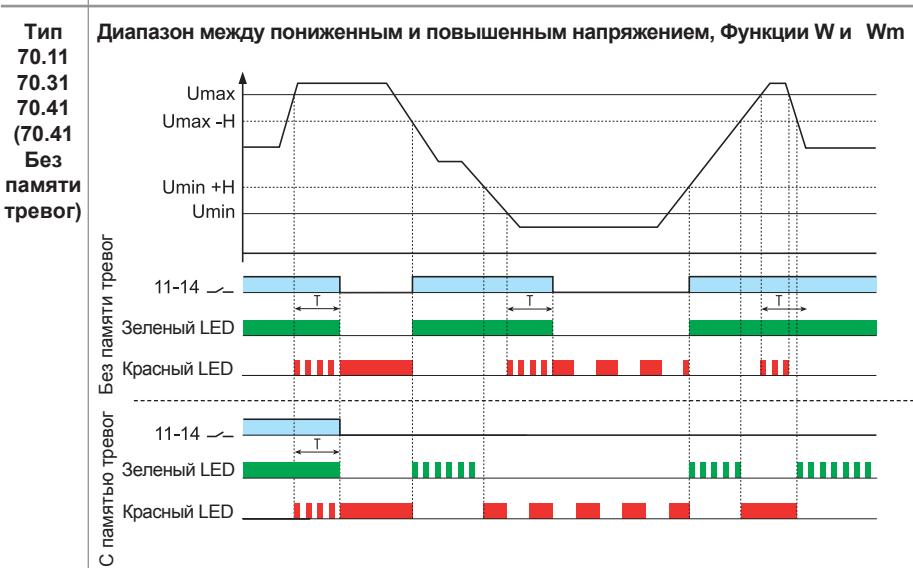 Тип
70.11
70.31
70.41
(70.41
Без
памяти
тревог)
Диапазон между пониженным и повышенным напряжением, Функции W и Wm
Umax
Umax -H
Umin +H
Umin
Без памяти тревог
11-14
T
T
T
Зеленый LED
Красный LED
С памятью тревог
11-14
T
Зеленый LED
Красный LED